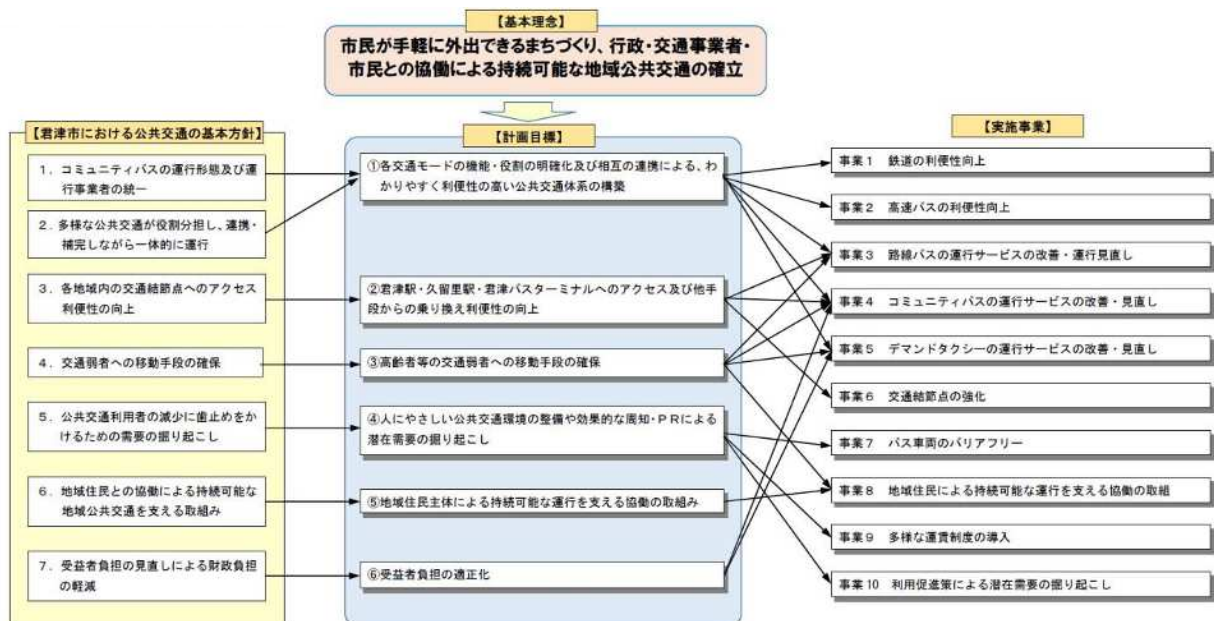 【基本理念】
市民が手軽に外出できるまちづくり、行政・交通事業者・
市民との協働による持続可能な地域公共交通の確立
【君津市における公共交通の基本方針】
1．コミュニティバスの運行形態及び運
行事業者の統一
2．多様な公共交通が役割分担し、連携・
補完しながら一体的に運行
3．各地域内の交通結節点へのアクセス
利便性の向上
4．交通弱者への移動手段の確保
5．公共交通利用者の減少に歯止めをか
けるための需要の掘り起こし
6．地域住民との協働による持続可能な
地域公共交通を支える取組み
7．受益者負担の見直しによる財政負担
の軽減
【計画目標】
①各交通モードの機能・役割の明確化及び相互の連携による、わ
かりやすく利便性の高い公共交通体系の構築
②君津駅・久留里駅・君津バスターミナルへのアクセス及び他手
段からの乗り換え利便性の向上
③高齢者等の交通弱者への移動手段の確保
④人にやさしい公共交通環境の整備や効果的な周知・ＰＲによる
潜在需要の掘り起こし
⑤地域住民主体による持続可能な運行を支える協働の取組み
⑥受益者負担の適正化
【実施事業】
事業1 鉄道の利便性向上
事業2 高速バスの利便性向上
事業3 路線バスの運行サービスの改善・運行見直し
事業4 コミュニティバスの運行サービスの改善・見直し
事業5 デマンドタクシーの運行サービスの改善・見直し
事業6 交通結節点の強化
事業7 バス車両のバリアフリー
事業8 地域住民による持続可能な運行を支える協働の取組
事業9 多様な運賃制度の導入
事業10 利用促進策による潜在需要の掘り起こし